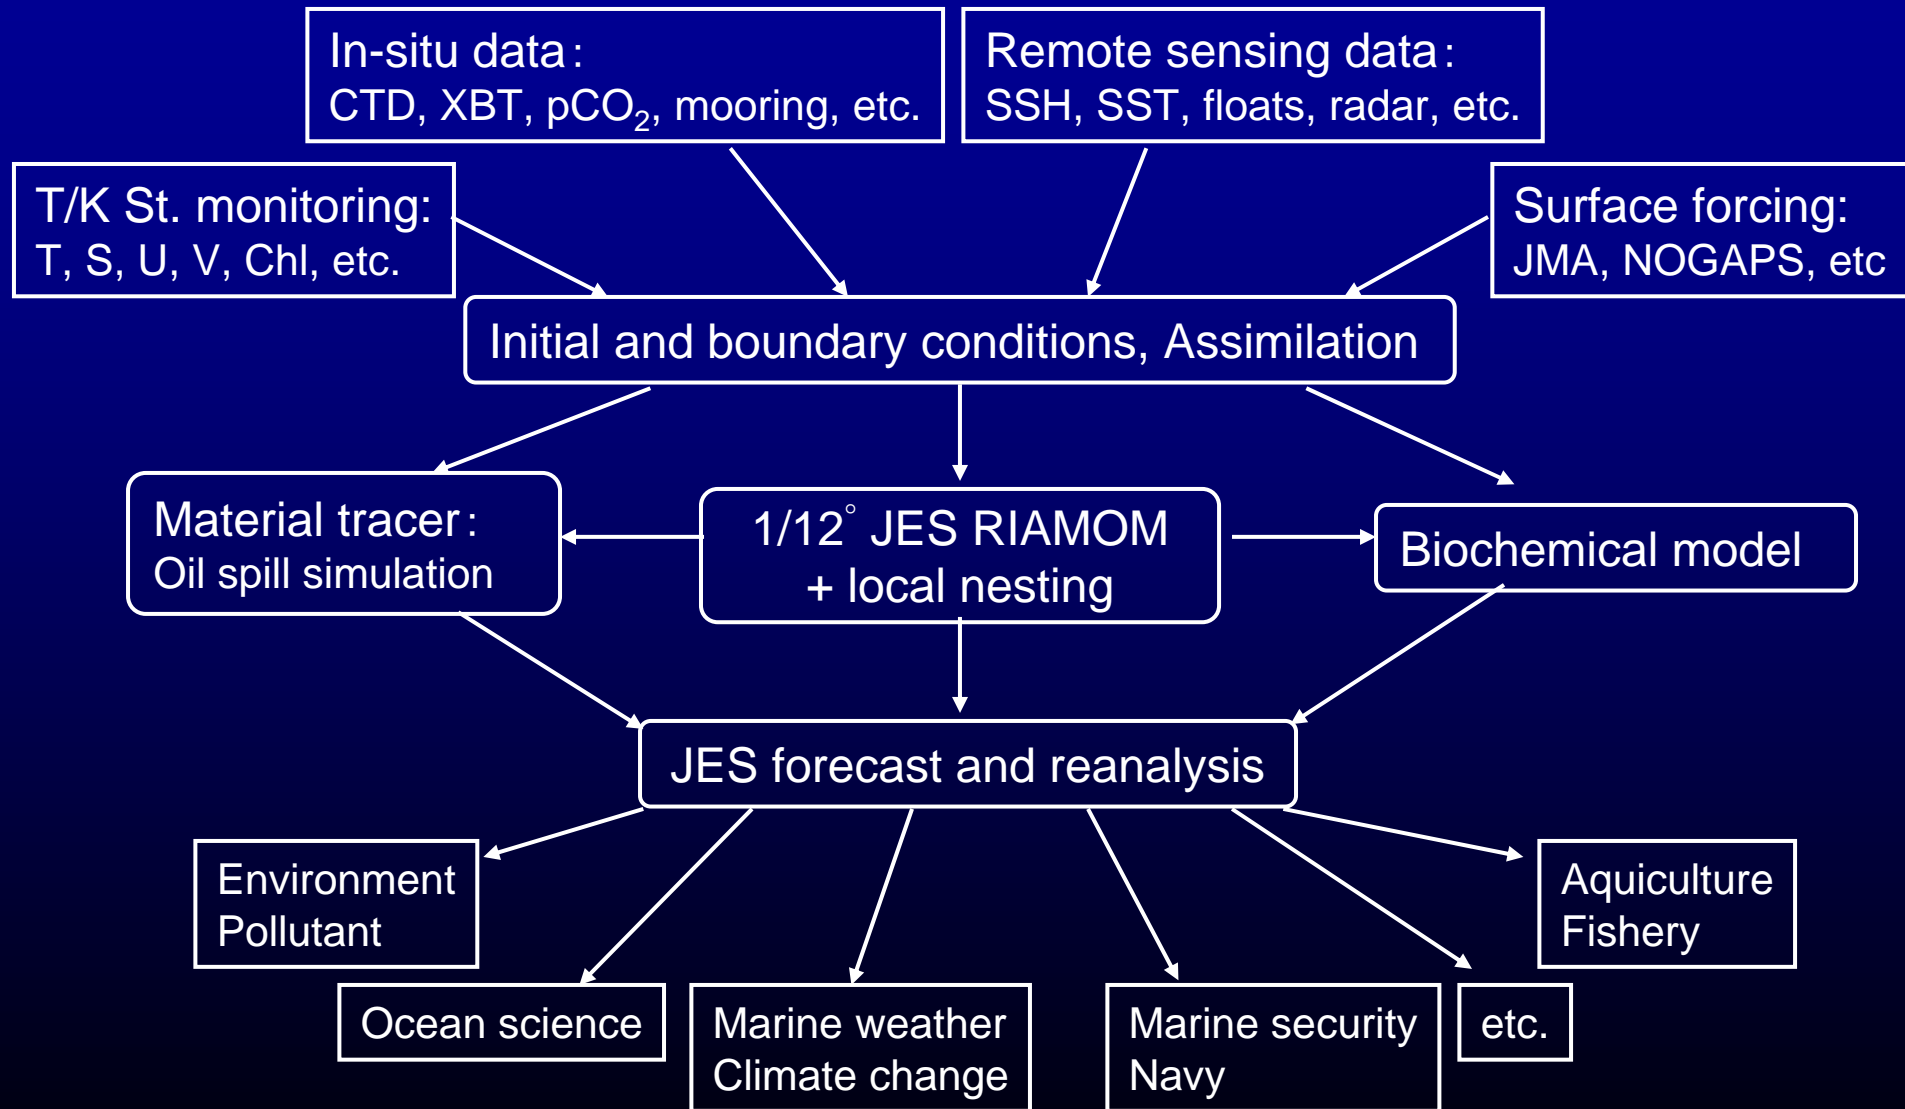 In-situ data:
CTD, XBT, pCO₂, mooring, etc.
Remote sensing data:
SSH, SST, floats, radar, etc.
T/K St. monitoring:
T, S, U, V, Chl, etc.
Surface forcing:
JMA, NOGAPS, etc
Initial and boundary conditions, Assimilation
Material tracer:
Oil spill simulation
1/12° JES RIAMOM
+ local nesting
Biochemical model
JES forecast and reanalysis
Environment
Pollutant
Aquiculture
Fishery
Ocean science
Marine weather
Climate change
Marine security
Navy
etc.